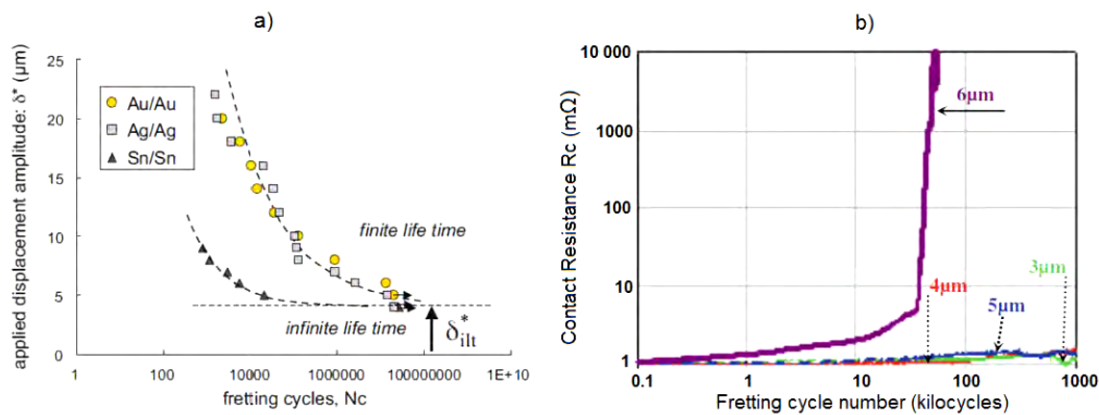 a)
applied displacement amplitude: δ* (μm)
25
20
15
10
5
0
Au/Au
Ag/Ag
Sn/Sn
finite life time
infinite life time
δ*ilt
1
100
10000
1000000
100000000
1E+10
fretting cycles, Nc
b)
Contact Resistance Rc (mΩ)
10 000
1000
100
10
1
6μm
3μm
4μm
5μm
0.1
1
10
100
1000
Fretting cycle number (kilocycles)